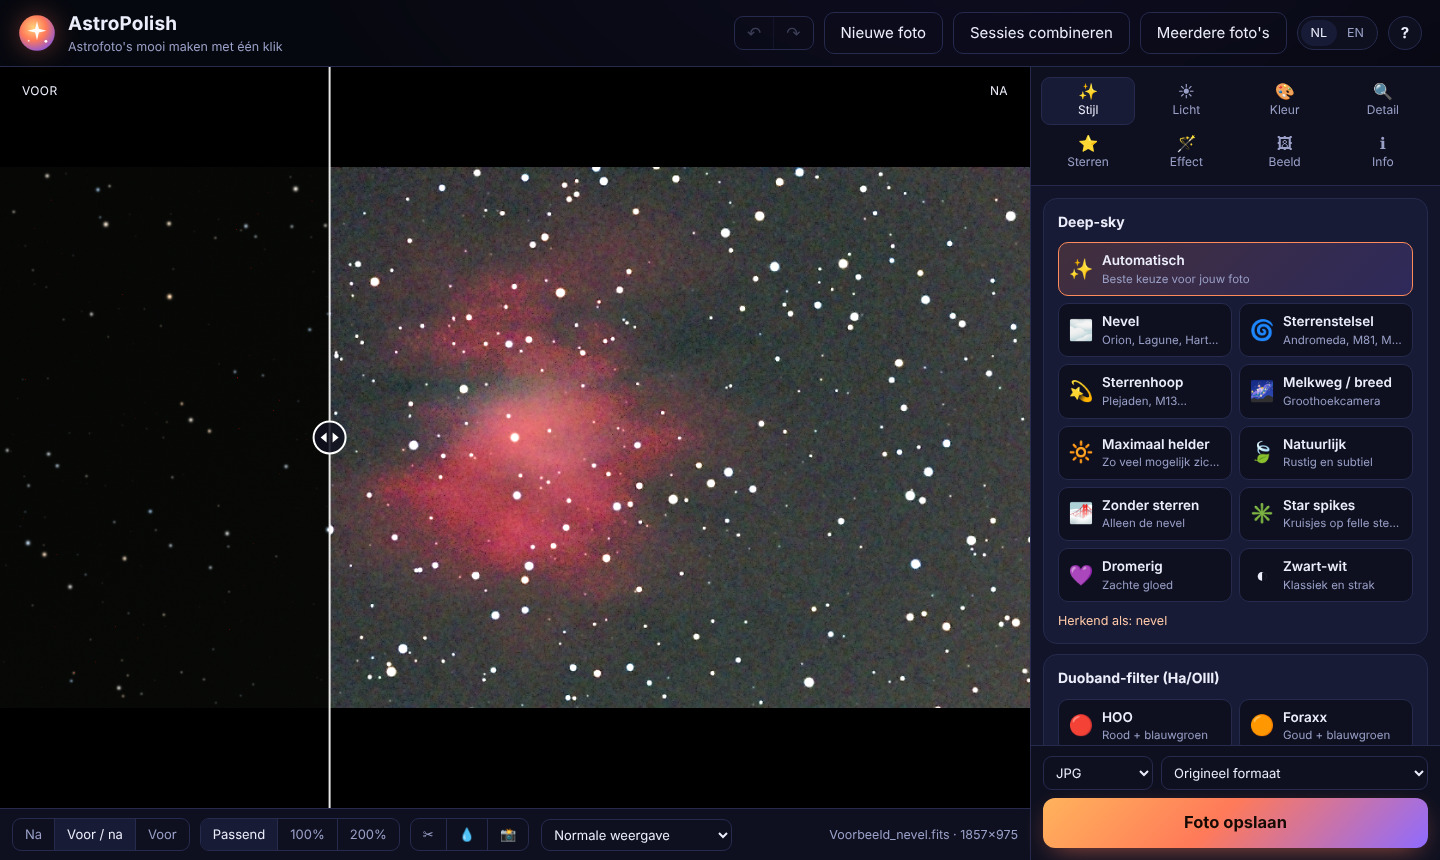 AstroPolish
Astrofoto's mooi maken met één klik
Nieuwe foto
Sessies combineren
Meerdere foto's
NL EN
?
VOOR
NA
Stijl
Licht
Kleur
Detail
Sterren
Effect
Beeld
Info
Deep-sky
Automatisch
Beste keuze voor jouw foto
Nevel
Orion, Lagune, Hart...
Sterrenstelsel
Andromeda, M81, M...
Sterrenhoop
Plejaden, M13...
Melkweg / breed
Groothoekcamera
Maximaal helder
Zo veel mogelijk zic...
Natuurlijk
Rustig en subtiel
Zonder sterren
Alleen de nevel
Star spikes
Kruisjes op felle ste...
Dromerig
Zachte gloed
Zwart-wit
Klassiek en strak
Herkend als: nevel
Duoband-filter (Ha/OIII)
HOO
Rood + blauwgroen
Foraxx
Goud + blauwgroen
JPG
Origineel formaat
Foto opslaan
Na
Voor / na
Voor
Passend
100%
200%
Normale weergave
Voorbeeld_nevel.fits · 1857×975